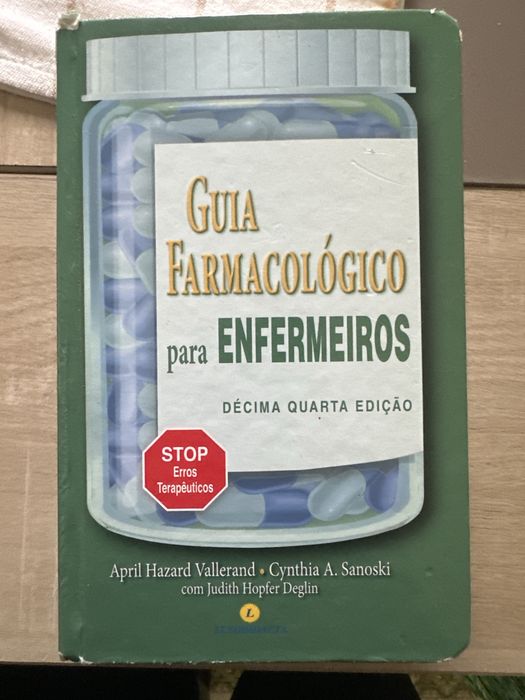 GUIA
FARMACOLÓGICO
para ENFERMEIROS
DÉCIMA QUARTA EDIÇÃO
STOP
Erros
Terapêuticos
April Hazard Vallerand • Cynthia A. Sanoski
com Judith Hopfer Deglin
L
LUSODIDACTA